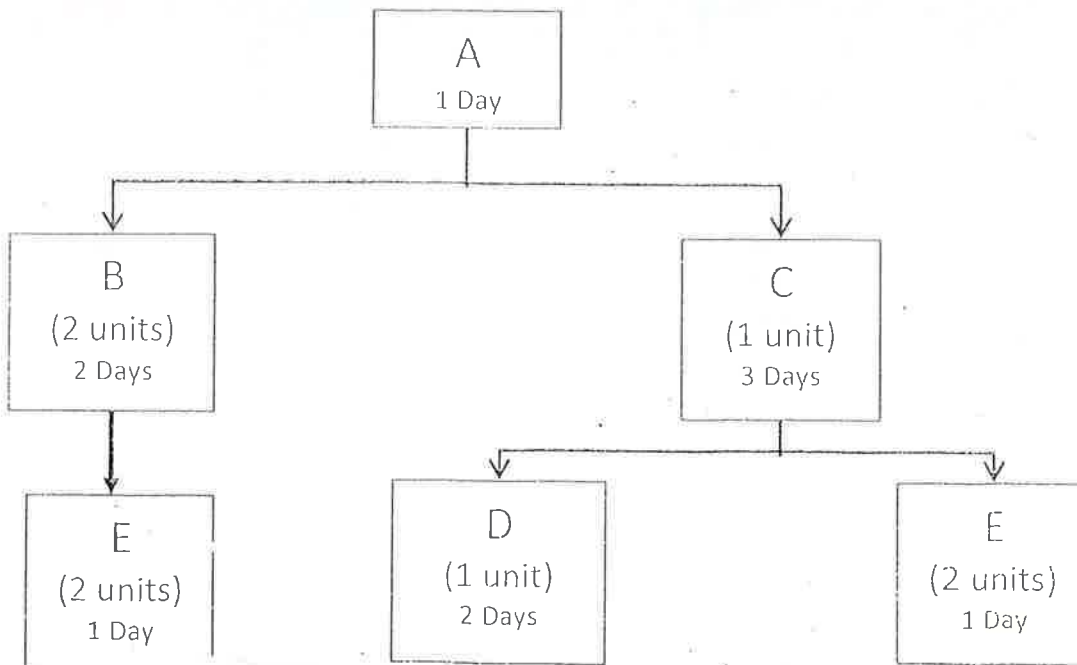 A
1 Day
B
(2 units)
2 Days
C
(1 unit)
3 Days
E
(2 units)
1 Day
D
(1 unit)
2 Days
E
(2 units)
1 Day